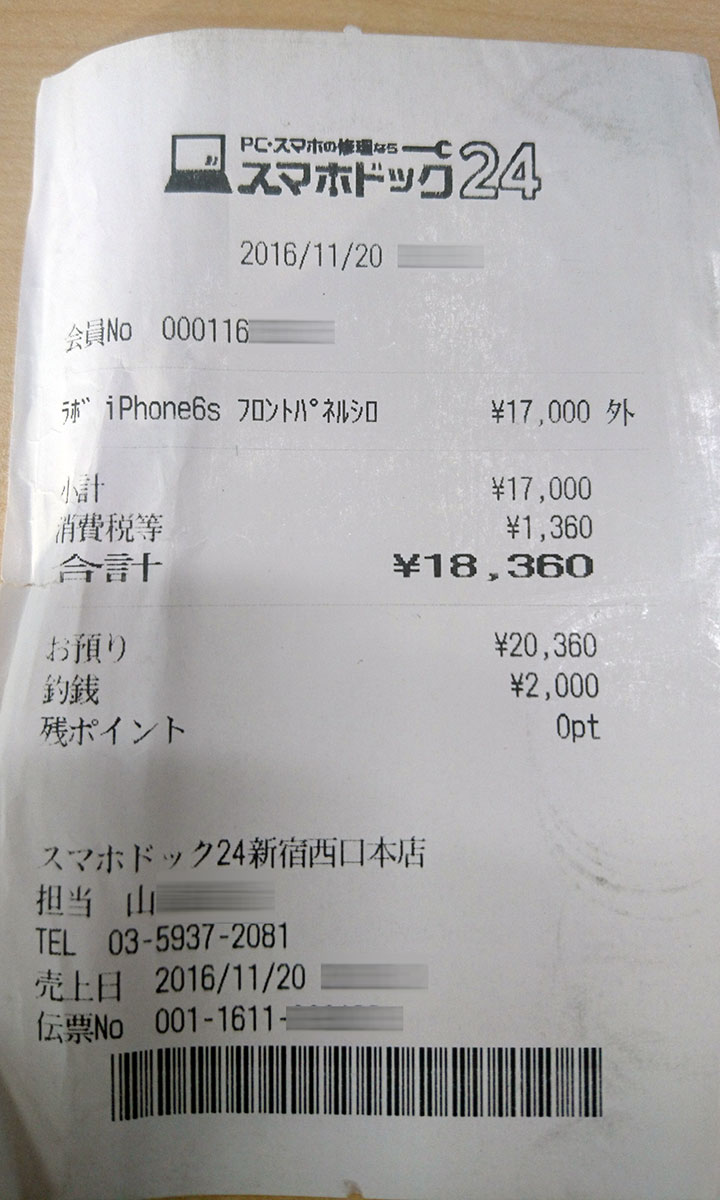 PC・スマホの修理なら
スマホドック24
2016/11/20
会員No 000116
ﾗﾎﾞ iPhone6s ﾌﾛﾝﾄﾊﾟﾈﾙｼﾛ ¥17,000 外
小計 ¥17,000
消費税等 ¥1,360
合計 ¥18,360
お預り ¥20,360
釣銭 ¥2,000
残ポイント 0pt
スマホドック24新宿西口本店
担当 山
TEL 03-5937-2081
売上日 2016/11/20
伝票No 001-1611-